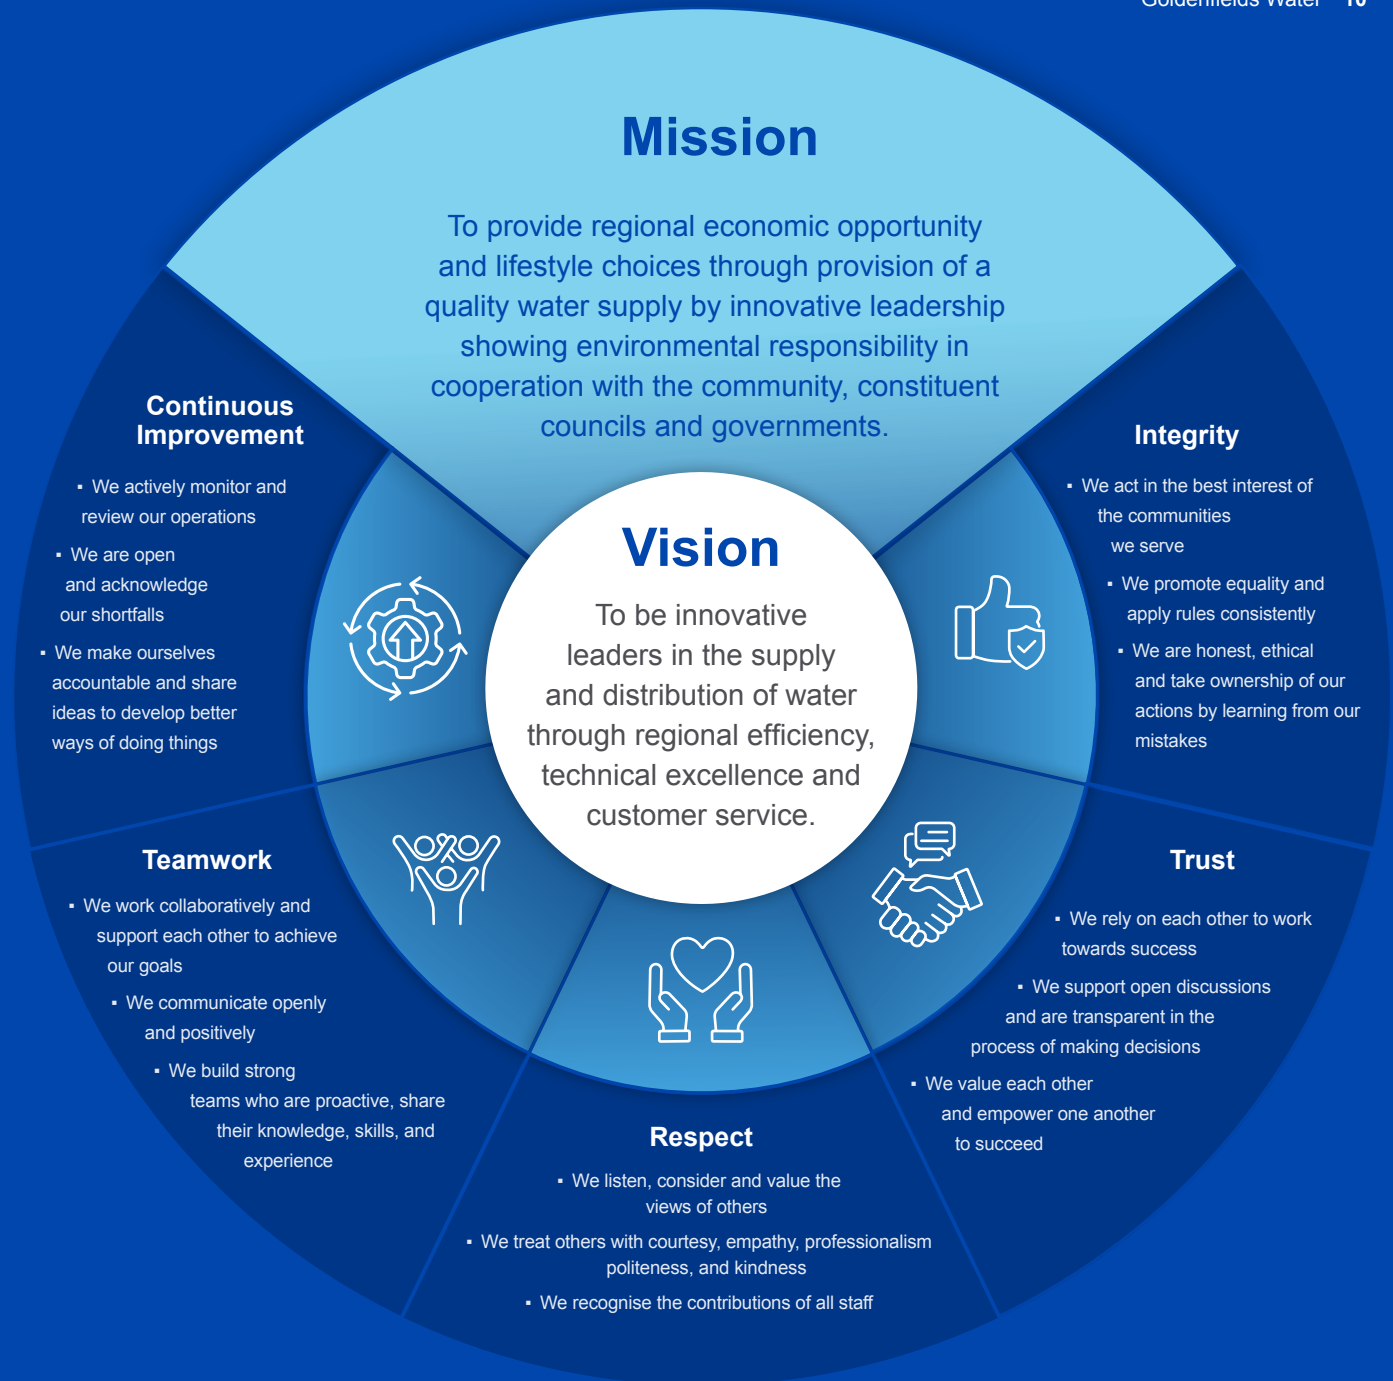 Goldenfields Water 10
Mission
To provide regional economic opportunity
and lifestyle choices through provision of a
quality water supply by innovative leadership
showing environmental responsibility in
cooperation with the community, constituent
councils and governments.
Vision
To be innovative
leaders in the supply
and distribution of water
through regional efficiency,
technical excellence and
customer service.
Integrity
▪ We act in the best interest of
the communities
we serve
▪ We promote equality and
apply rules consistently
▪ We are honest, ethical
and take ownership of our
actions by learning from our
mistakes
Trust
▪ We rely on each other to work
towards success
▪ We support open discussions
and are transparent in the
process of making decisions
▪ We value each other
and empower one another
to succeed
Respect
▪ We listen, consider and value the
views of others
▪ We treat others with courtesy, empathy, professionalism
politeness, and kindness
▪ We recognise the contributions of all staff
Teamwork
▪ We work collaboratively and
support each other to achieve
our goals
▪ We communicate openly
and positively
▪ We build strong
teams who are proactive, share
their knowledge, skills, and
experience
Continuous
Improvement
▪ We actively monitor and
review our operations
▪ We are open
and acknowledge
our shortfalls
▪ We make ourselves
accountable and share
ideas to develop better
ways of doing things